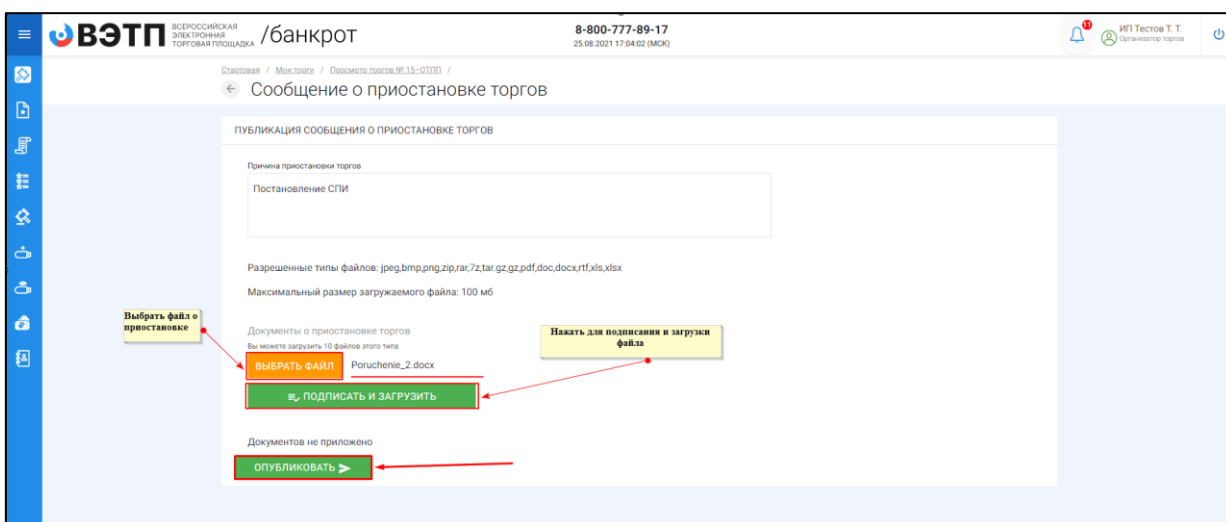 ВЭТП
ВСЕРОССИЙСКАЯ
ЭЛЕКТРОННАЯ
ТОРГОВАЯ ПЛОЩАДКА
/банкрот
8-800-777-89-17
25.08.2021 17:04:02 (МСК)
11
ИП Тестов Т. Т.
Организатор торгов
Стартовая / Мои торги / Просмотр торгов № 15-ОТПП /
Сообщение о приостановке торгов
ПУБЛИКАЦИЯ СООБЩЕНИЯ О ПРИОСТАНОВКЕ ТОРГОВ
Причина приостановки торгов
Постановление СПИ
Разрешенные типы файлов: jpeg,bmp,png,zip,rar,7z,tar.gz,gz,pdf,doc,docx,rtf,xls,xlsx
Максимальный размер загружаемого файла: 100 мб
Выбрать файл о
приостановке
Нажать для подписания и загрузки
файла
Документы о приостановке торгов
Вы можете загрузить 10 файлов этого типа
ВЫБРАТЬ ФАЙЛ Poruchenie_2.docx
ПОДПИСАТЬ И ЗАГРУЗИТЬ
Документов не приложено
ОПУБЛИКОВАТЬ